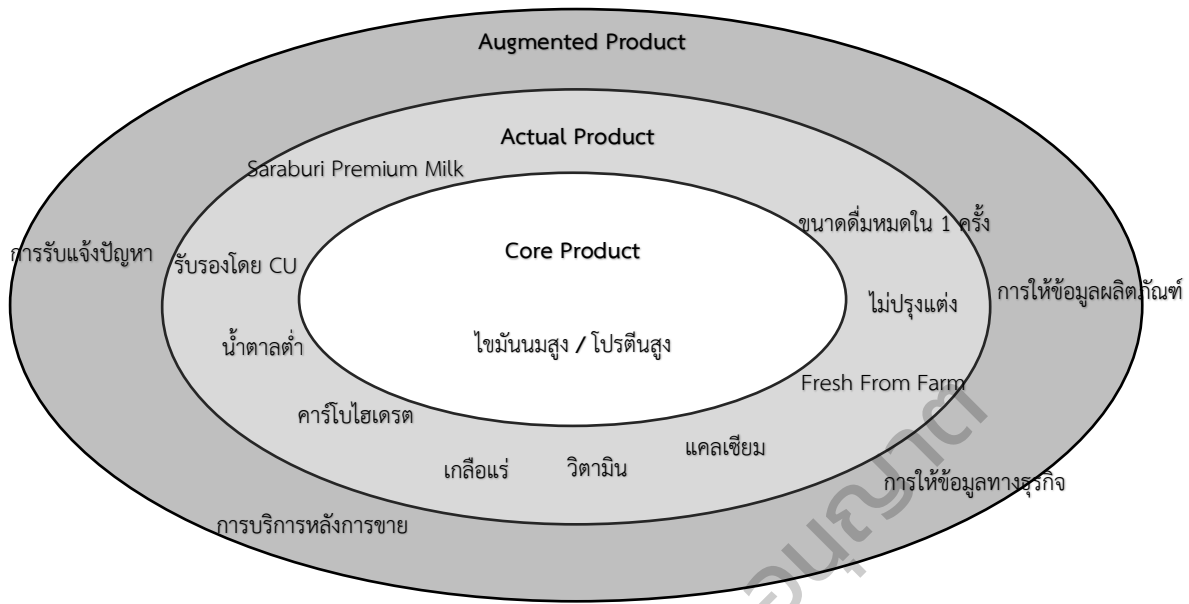 Augmented Product
Actual Product
Saraburi Premium Milk
ขนาดดื่มหมดใน 1 ครั้ง
การรับแจ้งปัญหา
รับรองโดย CU
Core Product
การให้ข้อมูลผลิตภัณฑ์
ไม่ปรุงแต่ง
น้ำตาลต่ำ
ไขมันนมสูง / โปรตีนสูง
Fresh From Farm
คาร์โบไฮเดรต
แคลเซียม
เกลือแร่
วิตามิน
การให้ข้อมูลทางธุรกิจ
การบริการหลังการขาย
อนุญาต